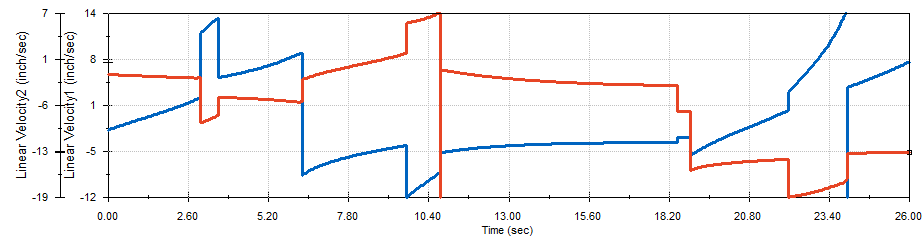 Linear Velocity2 (inch/sec)
7
1
-6
-13
-19
Linear Velocity1 (inch/sec)
14
8
1
-5
-12
0.00 2.60 5.20 7.80 10.40 13.00 15.60 18.20 20.80 23.40 26.00
Time (sec)